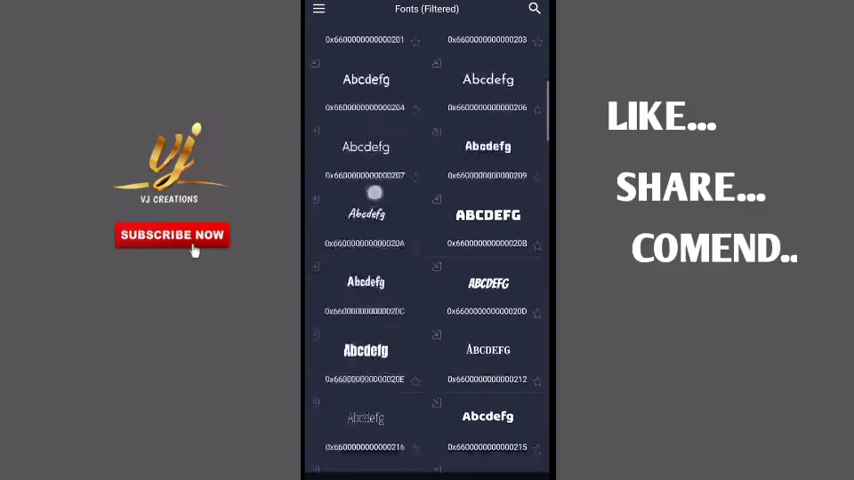 Fonts (Filtered)
0x6600000000000201
0x6600000000000203
Abcdefg
Abcdefg
0x6600000000000204
0x6600000000000206
Abcdefg
Abcdefg
0x6600000000000207
0x6600000000000209
Abcdefg
ABCDEFG
0x660000000000020A
0x660000000000020B
Abcdefg
ABCDEFG
0x660000000000020C
0x660000000000020D
Abcdefg
ABCDEFG
0x660000000000020E
0x6600000000000212
Abcdefg
Abcdefg
0x6600000000000216
0x6600000000000215
vj
VJ CREATIONS
SUBSCRIBE NOW
LIKE...
SHARE...
COMEND..